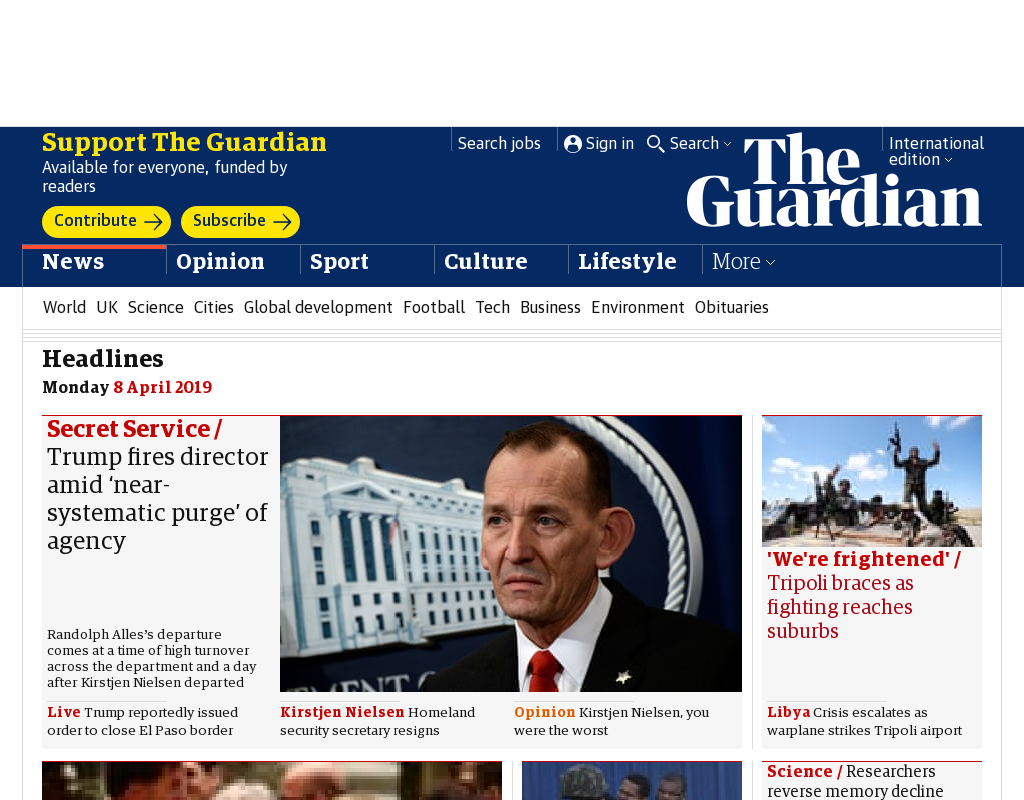 Support The Guardian
Available for everyone, funded by
readers
Contribute
Subscribe
Search jobs
Sign in
Search
International
edition
The
Guardian
News
Opinion
Sport
Culture
Lifestyle
More
World UK Science Cities Global development Football Tech Business Environment Obituaries
Headlines
Monday 8 April 2019
Secret Service /
Trump fires director
amid ‘near-
systematic purge’ of
agency
Randolph Alles’s departure
comes at a time of high turnover
across the department and a day
after Kirstjen Nielsen departed
Live Trump reportedly issued
order to close El Paso border
Kirstjen Nielsen Homeland
security secretary resigns
Opinion Kirstjen Nielsen, you
were the worst
'We're frightened' /
Tripoli braces as
fighting reaches
suburbs
Libya Crisis escalates as
warplane strikes Tripoli airport
Science / Researchers
reverse memory decline